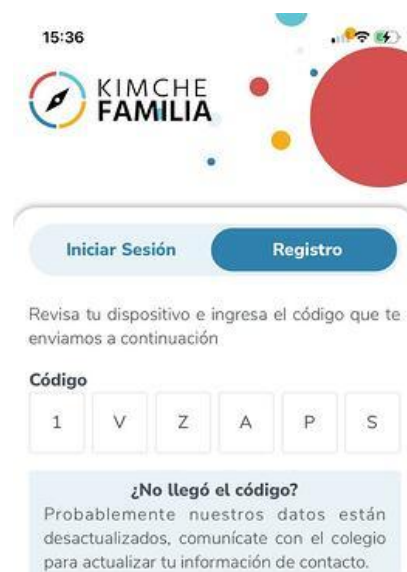 15:36
KIMCHE
FAMILIA
Iniciar Sesión
Registro
Revisa tu dispositivo e ingresa el código que te
enviamos a continuación
Código
1 V Z A P S
¿No llegó el código?
Probablemente nuestros datos están
desactualizados, comunícate con el colegio
para actualizar tu información de contacto.